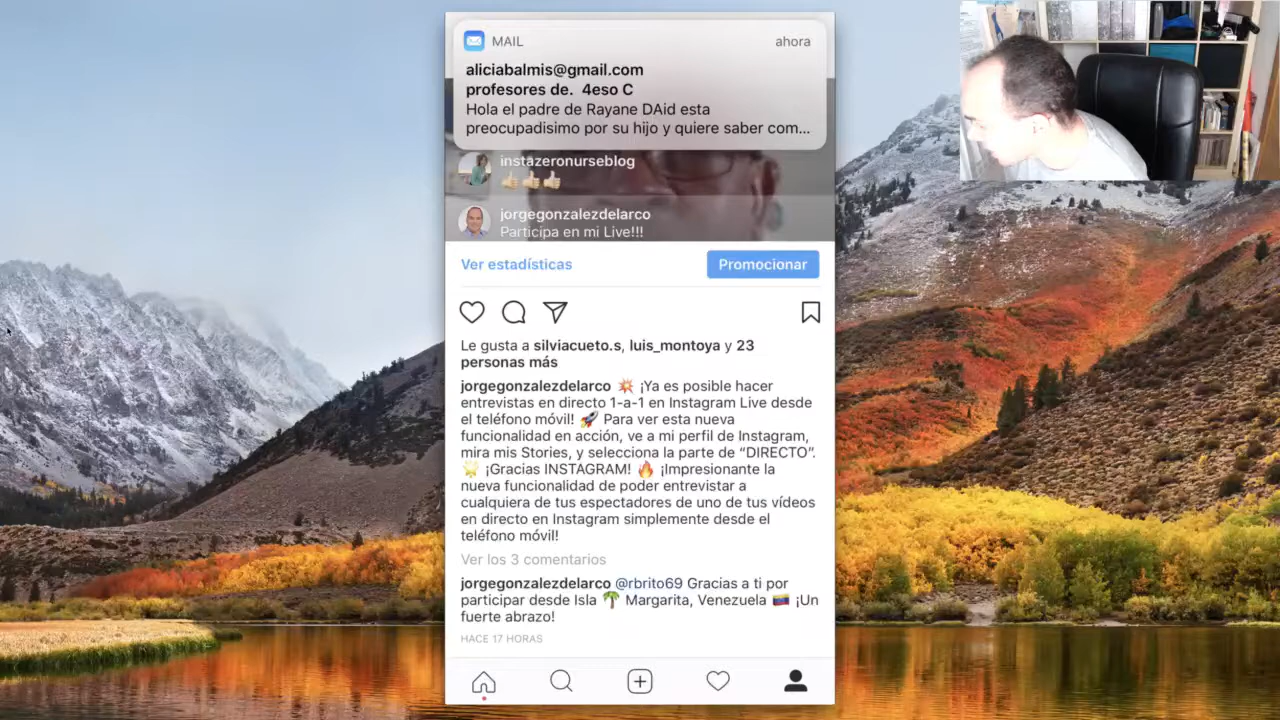 MAIL
ahora
aliciabalmis@gmail.com
profesores de. 4eso C
Hola el padre de Rayane DAid esta
preocupadisimo por su hijo y quiere saber com...
instazeronurseblog
👍🏼👍🏼👍🏼
jorgegonzalezdelarco
Participa en mi Live!!!
Ver estadísticas
Promocionar
Le gusta a silviacueto.s, luis_montoya y 23
personas más
jorgegonzalezdelarco 💥 ¡Ya es posible hacer
entrevistas en directo 1-a-1 en Instagram Live desde
el teléfono móvil! 🚀 Para ver esta nueva
funcionalidad en acción, ve a mi perfil de Instagram,
mira mis Stories, y selecciona la parte de “DIRECTO”.
🌟 ¡Gracias INSTAGRAM! 🔥 ¡Impresionante la
nueva funcionalidad de poder entrevistar a
cualquiera de tus espectadores de uno de tus vídeos
en directo en Instagram simplemente desde el
teléfono móvil!
Ver los 3 comentarios
jorgegonzalezdelarco @rbrito69 Gracias a ti por
participar desde Isla 🌴 Margarita, Venezuela 🇻🇪 ¡Un
fuerte abrazo!
HACE 17 HORAS